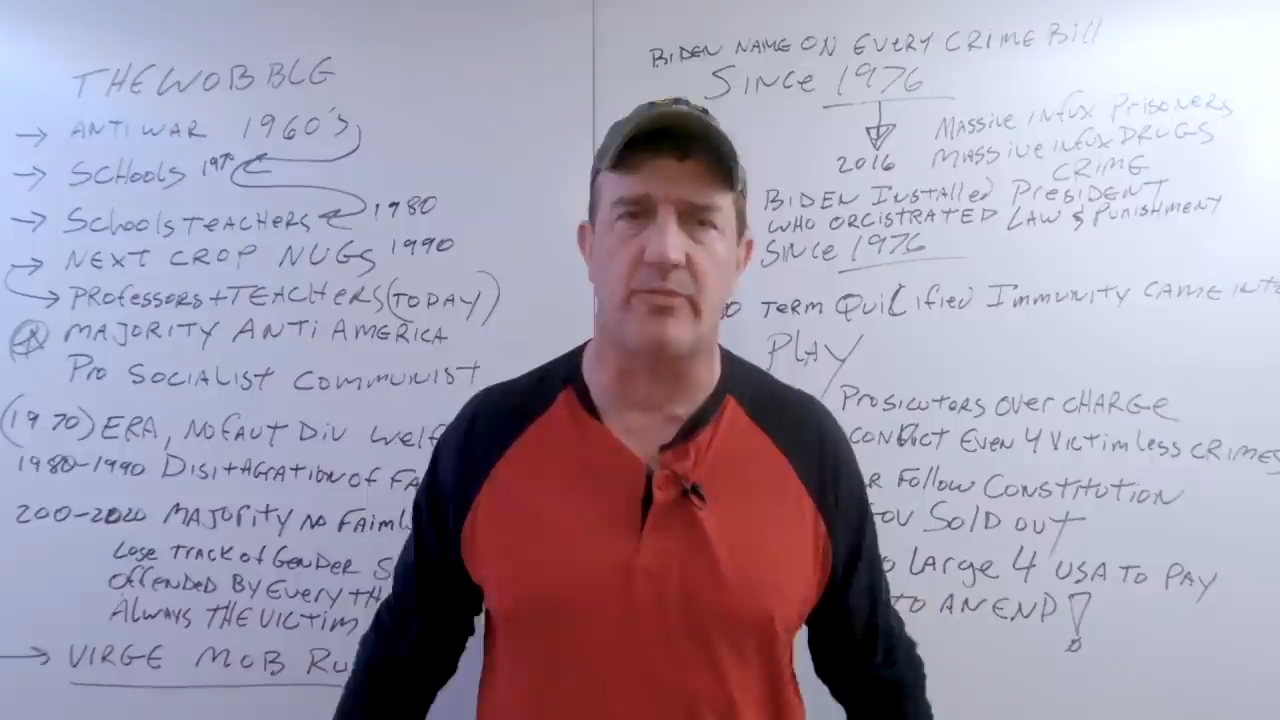 THE WOBBLE
→ ANTI WAR 1960's
→ SCHOOLS
→ SCHOOLS TEACHERS 1980
→ NEXT CROP NUGS 1990
PROFESSORS + TEACHERS (TODAY)
MAJORITY ANTI AMERICA
PRO SOCIALIST COMMUNIST
(1970) ERA, NO FAUT DIV WELF
1980-1990 DISITAGRATION OF FA
200-2020 MAJORITY NO FAIML
LOSE TRACK OF GENDER S
OFFENDED BY EVERY TH
ALWAYS THE VICTIM
→ VIRGE MOB RU
BIDEN NAME ON EVERY CRIME BILL
SINCE 1976
MASSIVE INFUX PRISONERS
MASSIVE INFUX DRUGS
CRIME
2016
BIDEN INSTALLED PRESIDENT
WHO ORCISTRATED LAW & PUNISHMENT
SINCE 1976
TERM QUILIFIED IMMUNITY CAME INTO
PLAY
PROSICUTORS OVER CHARGE
CONVICT EVEN 4 VICTIMLESS CRIMES
R FOLLOW CONSTITUTION
SOLD OUT
O LARGE 4 USA TO PAY
TO AN END!